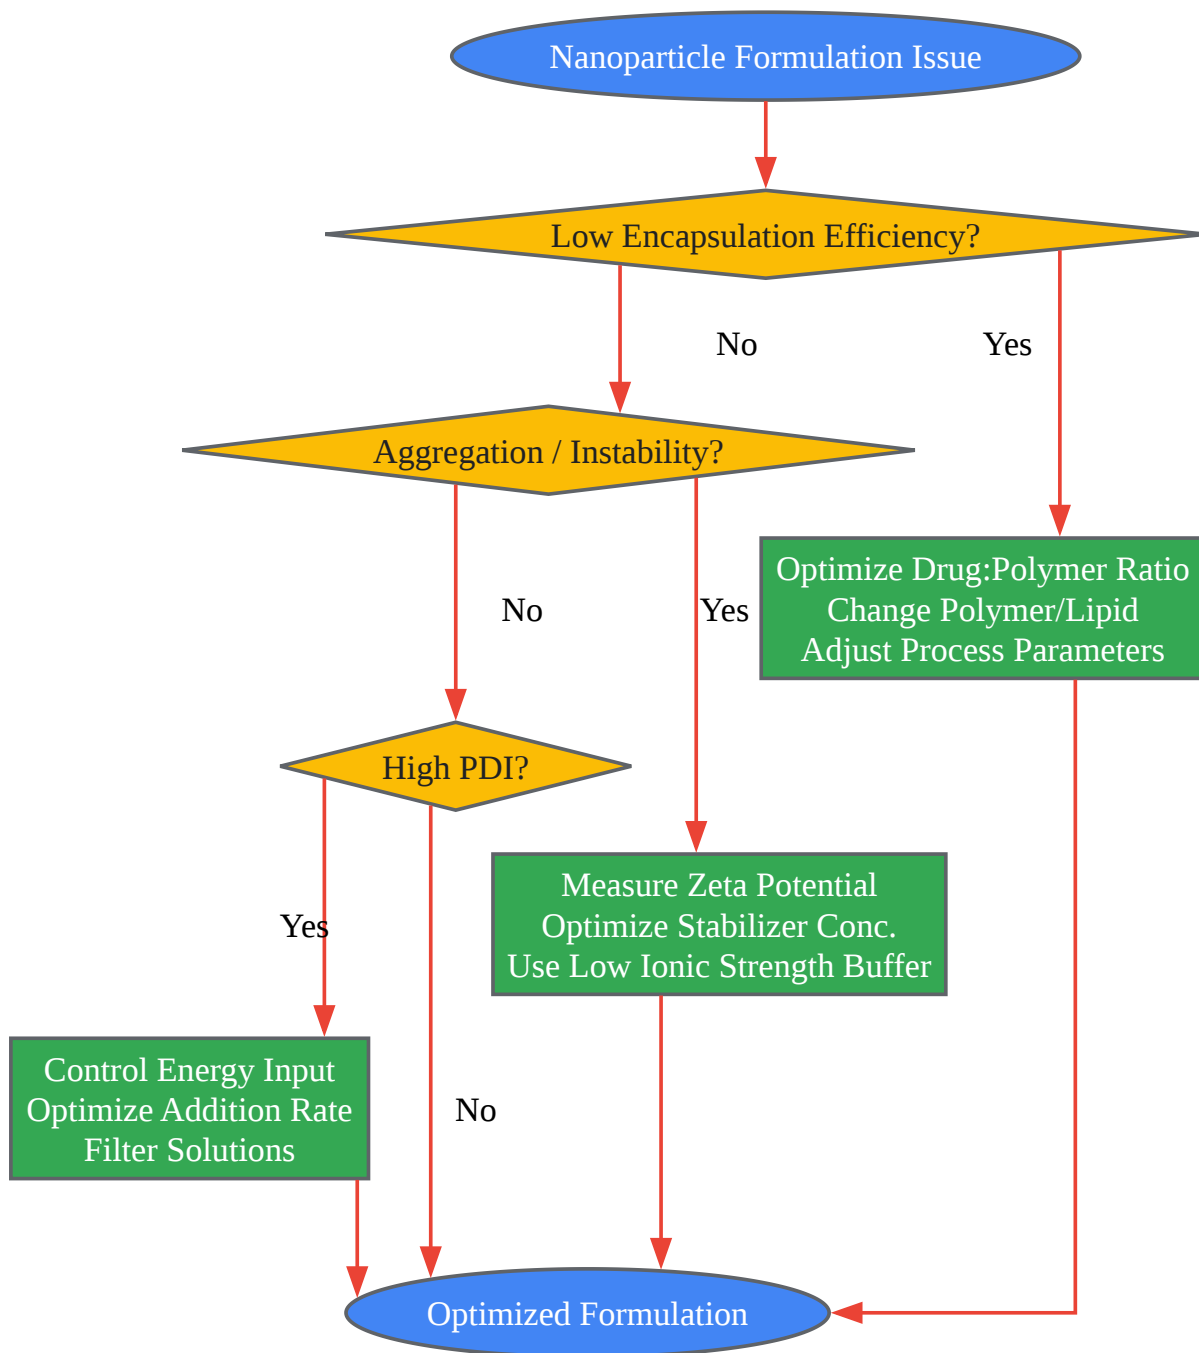 Nanoparticle Formulation Issue
Low Encapsulation Efficiency?
No
Yes
Aggregation / Instability?
Optimize Drug:Polymer Ratio
Change Polymer/Lipid
Adjust Process Parameters
No
Yes
High PDI?
Measure Zeta Potential
Optimize Stabilizer Conc.
Use Low Ionic Strength Buffer
Yes
Control Energy Input
Optimize Addition Rate
Filter Solutions
No
Optimized Formulation